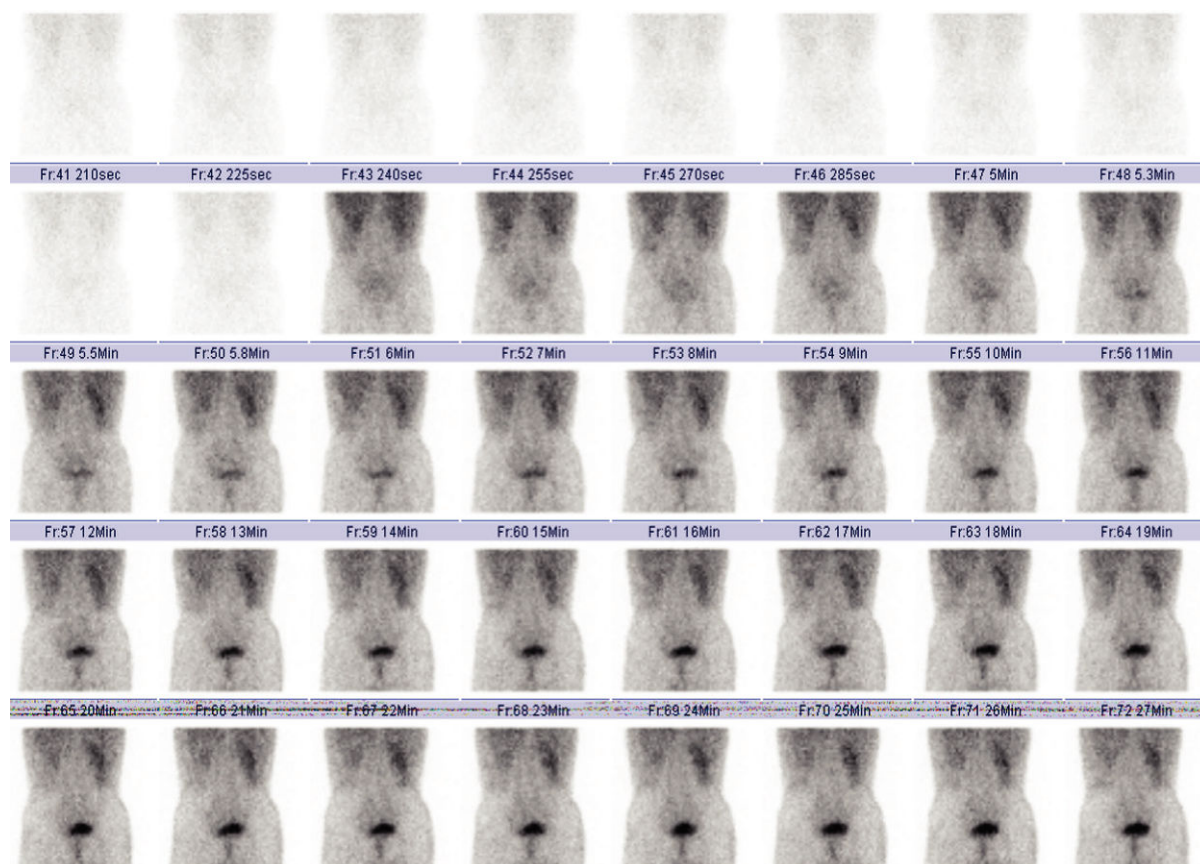 Fr:41 210sec Fr:42 225sec Fr:43 240sec Fr:44 255sec Fr:45 270sec Fr:46 285sec Fr:47 5Min Fr:48 5.3Min
Fr:49 5.5Min Fr:50 5.8Min Fr:51 6Min Fr:52 7Min Fr:53 8Min Fr:54 9Min Fr:55 10Min Fr:56 11Min
Fr:57 12Min Fr:58 13Min Fr:59 14Min Fr:60 15Min Fr:61 16Min Fr:62 17Min Fr:63 18Min Fr:64 19Min
Fr:65 20Min Fr:66 21Min Fr:67 22Min Fr:68 23Min Fr:69 24Min Fr:70 25Min Fr:71 26Min Fr:72 27Min